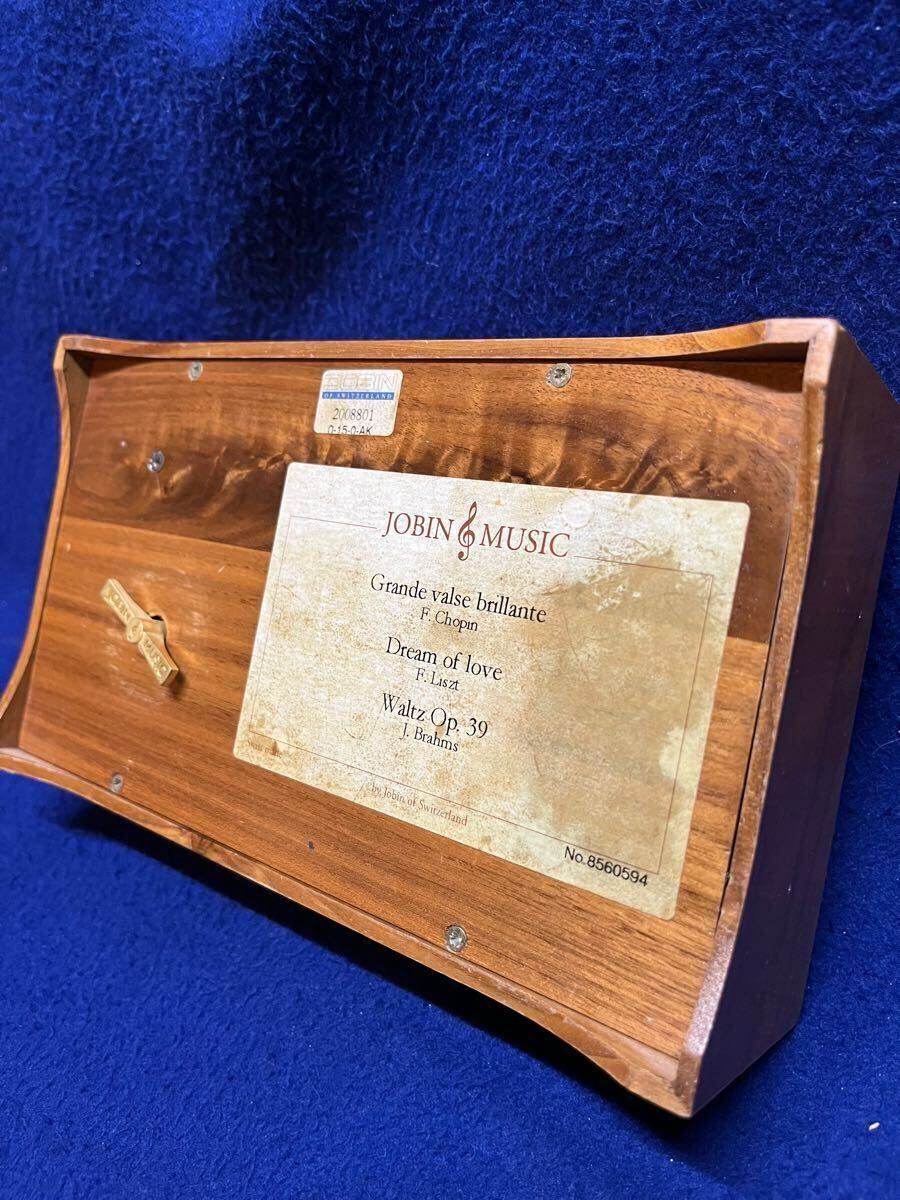 JOBIN
OF SWITZERLAND
2008801
0-15-0-AK
JOBIN MUSIC
Grande valse brillante
F. Chopin
Dream of love
F. Liszt
Waltz Op. 39
J. Brahms
by Jobin of Switzerland
No.8560594